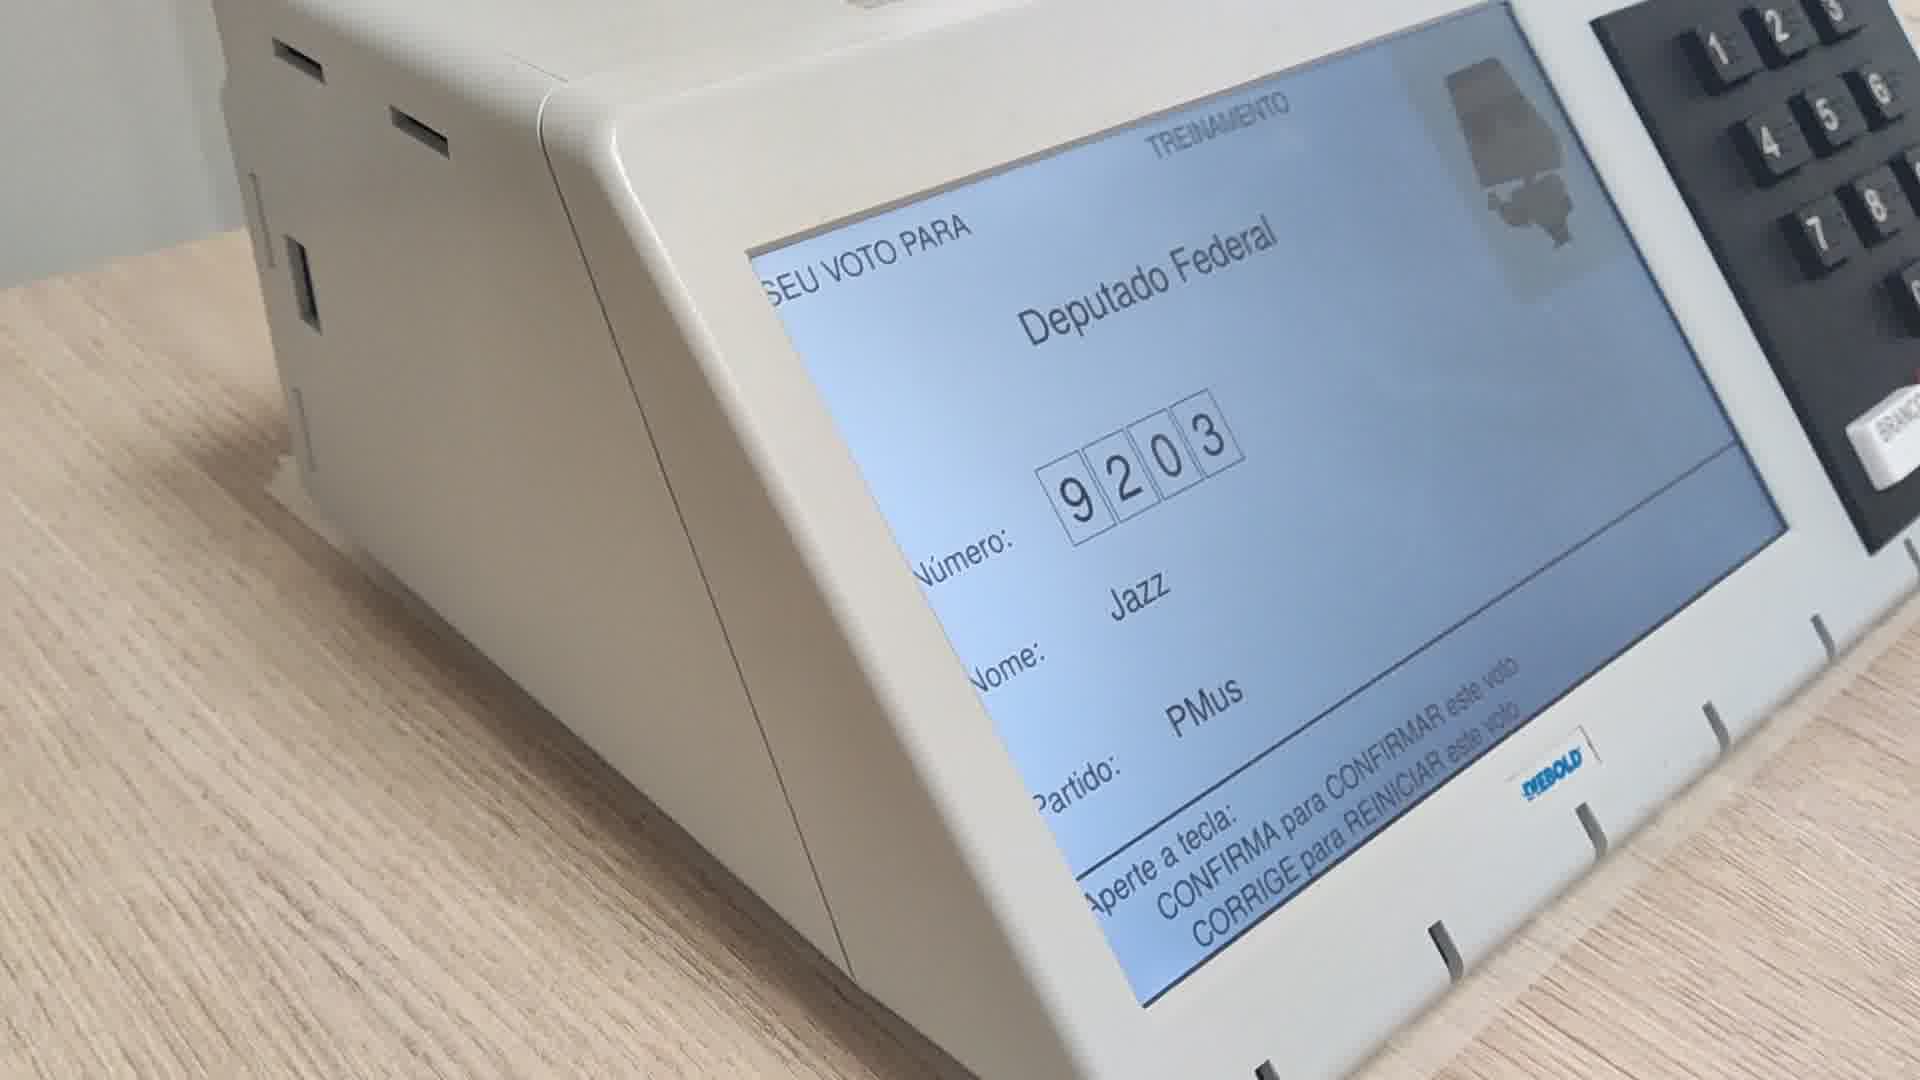 TREINAMENTO
SEU VOTO PARA
Deputado Federal
Número: 9203
Nome: Jazz
Partido: PMus
Aperte a tecla:
CONFIRMA para CONFIRMAR este voto
CORRIGE para REINICIAR este voto
DIEBOLD
1 2 3
4 5 6
7 8
BRANCO